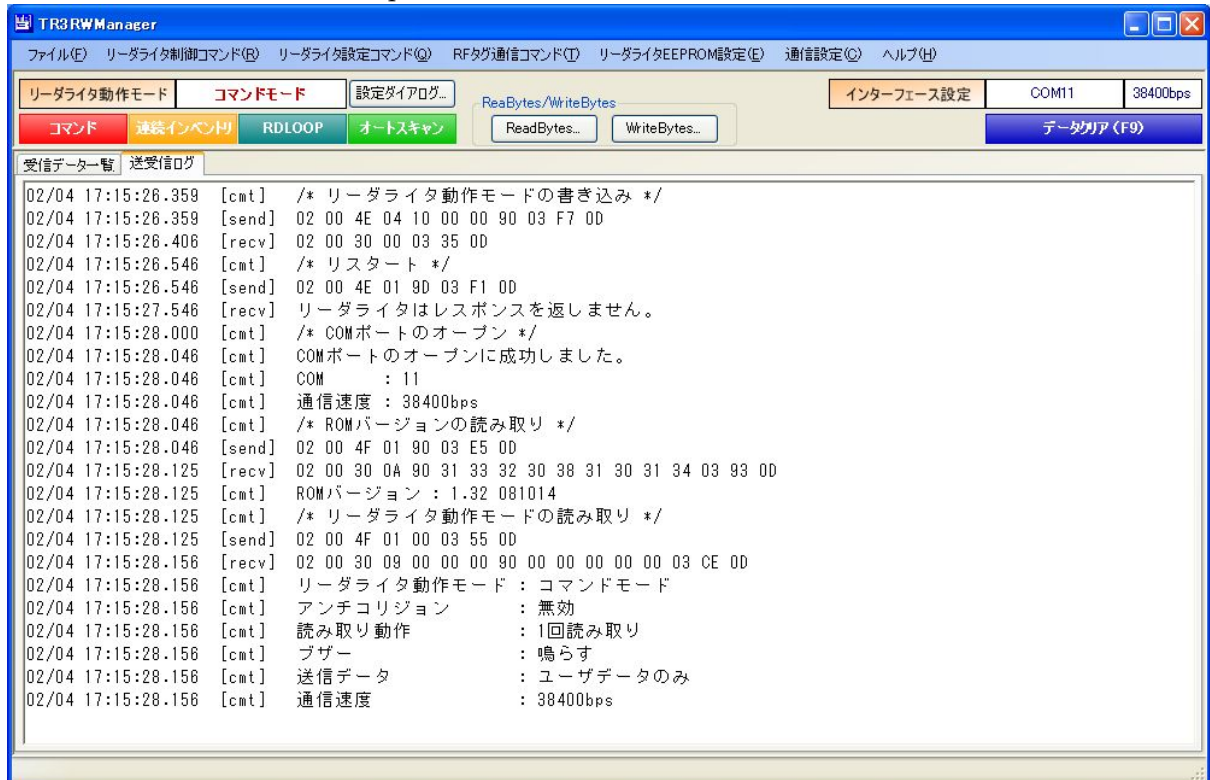 TR3RWManager
ファイル(F) リーダライタ制御コマンド(R) リーダライタ設定コマンド(Q) RFタグ通信コマンド(T) リーダライタEEPROM設定(E) 通信設定(C) ヘルプ(H)
リーダライタ動作モード コマンドモード 設定ダイアログ... ReaBytes/WriteBytes インターフェース設定 COM11 38400bps
コマンド 連続インベントリ RDLOOP オートスキャン ReadBytes... WriteBytes... データクリア(F9)
受信データ一覧 送受信ログ
02/04 17:15:26.359 [cmt] /* リーダライタ動作モードの書き込み */
02/04 17:15:26.359 [send] 02 00 4E 04 10 00 00 90 03 F7 0D
02/04 17:15:26.406 [recv] 02 00 30 00 03 35 0D
02/04 17:15:26.546 [cmt] /* リスタート */
02/04 17:15:26.546 [send] 02 00 4E 01 9D 03 F1 0D
02/04 17:15:27.546 [recv] リーダライタはレスポンスを返しません。
02/04 17:15:28.000 [cmt] /* COMポートのオープン */
02/04 17:15:28.046 [cmt] COMポートのオープンに成功しました。
02/04 17:15:28.046 [cmt] COM : 11
02/04 17:15:28.046 [cmt] 通信速度 : 38400bps
02/04 17:15:28.046 [cmt] /* ROMバージョンの読み取り */
02/04 17:15:28.046 [send] 02 00 4F 01 90 03 E5 0D
02/04 17:15:28.125 [recv] 02 00 30 0A 90 31 33 32 30 38 31 30 31 34 03 93 0D
02/04 17:15:28.125 [cmt] ROMバージョン : 1.32 081014
02/04 17:15:28.125 [cmt] /* リーダライタ動作モードの読み取り */
02/04 17:15:28.125 [send] 02 00 4F 01 00 03 55 0D
02/04 17:15:28.156 [recv] 02 00 30 09 00 00 00 90 00 00 00 00 00 03 CE 0D
02/04 17:15:28.156 [cmt] リーダライタ動作モード : コマンドモード
02/04 17:15:28.156 [cmt] アンチコリジョン : 無効
02/04 17:15:28.156 [cmt] 読み取り動作 : 1回読み取り
02/04 17:15:28.156 [cmt] ブザー : 鳴らす
02/04 17:15:28.156 [cmt] 送信データ : ユーザデータのみ
02/04 17:15:28.156 [cmt] 通信速度 : 38400bps